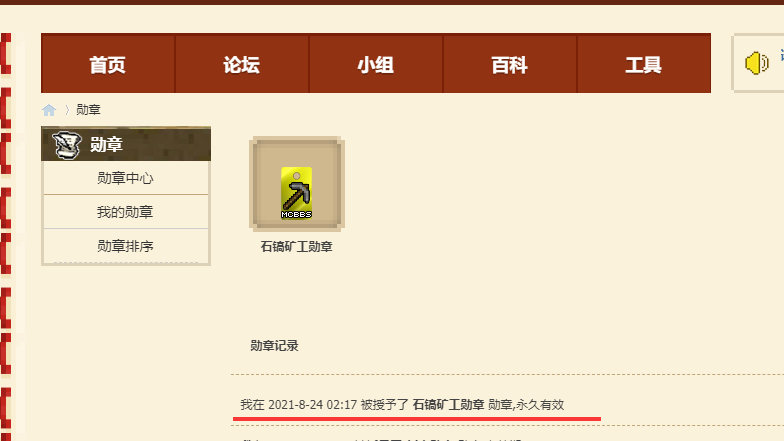 首页 论坛 小组 百科 工具
勋章
勋章
勋章中心
我的勋章
勋章排序
MCBBS
石镐矿工勋章
勋章记录
我在 2021-8-24 02:17 被授予了 石镐矿工勋章 勋章,永久有效